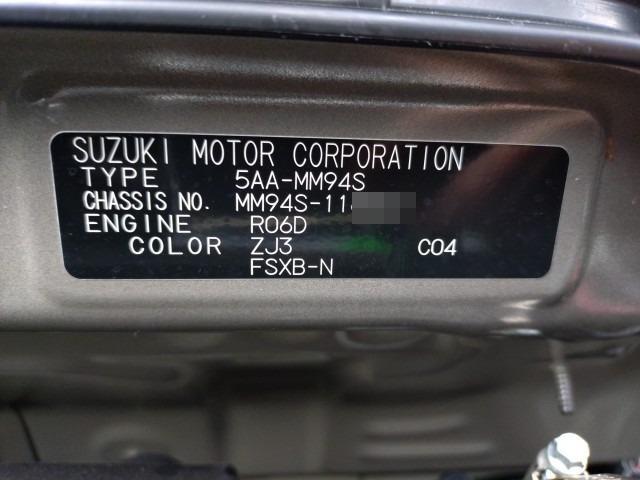 SUZUKI MOTOR CORPORATION
TYPE 5AA-MM94S
CHASSIS NO. MM94S-11
ENGINE R06D
COLOR ZJ3 C04
FSXB-N